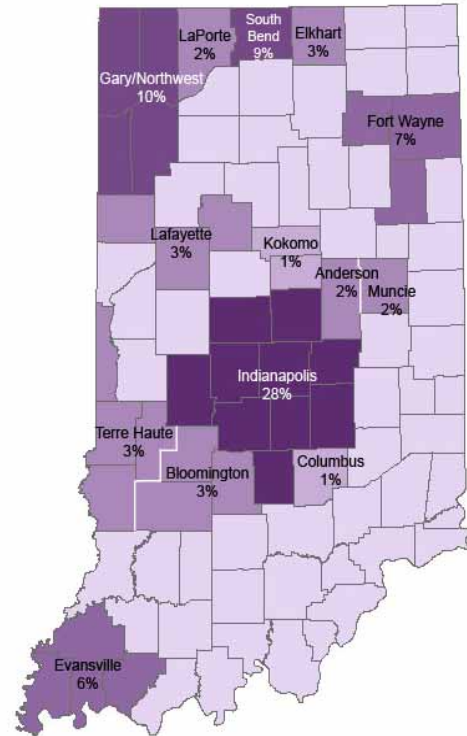 LaPorte
2%
South
Bend
9%
Elkhart
3%
Gary/Northwest
10%
Fort Wayne
7%
Lafayette
3%
Kokomo
1%
Anderson
2%
Muncie
2%
Indianapolis
28%
Terre Haute
3%
Bloomington
3%
Columbus
1%
Evansville
6%